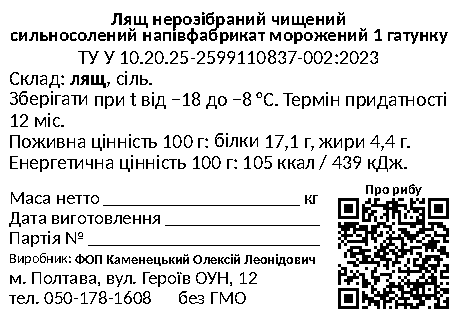 Лящ нерозібраний чищений
сильносолений напівфабрикат морожений 1 гатунку
ТУ У 10.20.25-2599110837-002:2023
Склад: лящ, сіль.
Зберігати при t від −18 до −8 °C. Термін придатності
12 міс.
Поживна цінність 100 г: білки 17,1 г, жири 4,4 г.
Енергетична цінність 100 г: 105 ккал / 439 кДж.
Маса нетто ____________________ кг
Дата виготовлення ________________
Партія № ________________________
Про рибу
Виробник: ФОП Каменецький Олексій Леонідович
м. Полтава, вул. Героїв ОУН, 12
тел. 050-178-1608 без ГМО